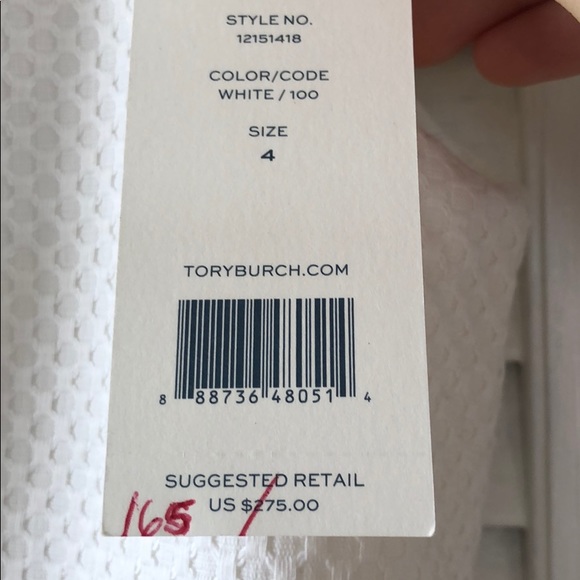 STYLE NO.
12151418
COLOR/CODE
WHITE / 100
SIZE
4
TORYBURCH.COM
8 88736 48051 4
SUGGESTED RETAIL
US $275.00
165